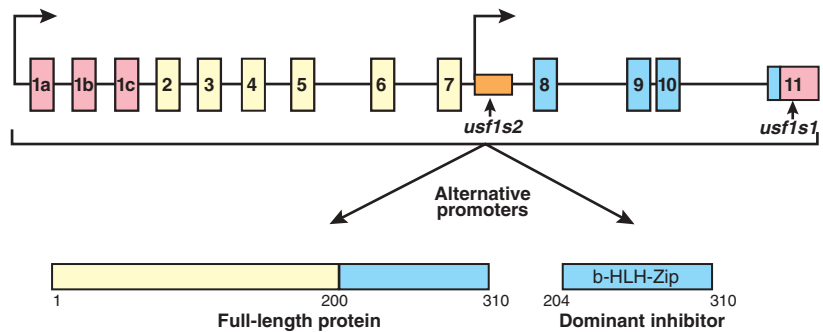 1a 1b 1c 2 3 4 5 6 7 8 9 10 11
usf1s2 usf1s1
Alternative
promoters
b-HLH-Zip
1 200 310 204 310
Full-length protein Dominant inhibitor